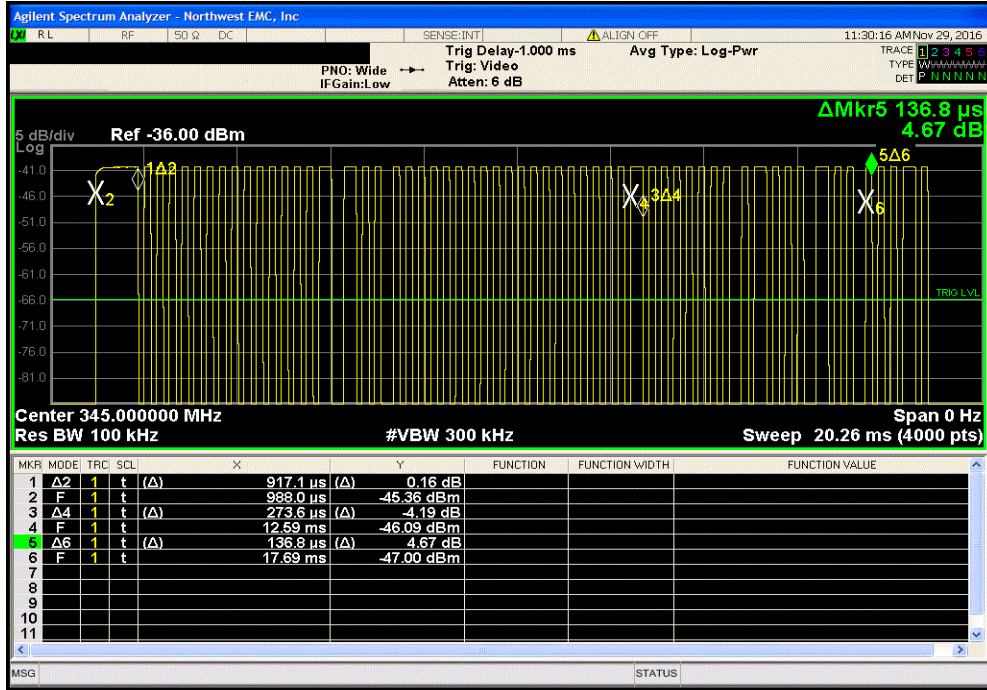 Agilent Spectrum Analyzer - Northwest EMC, Inc
LXI RL RF 50 Ω DC SENSE:INT ALIGN OFF 11:30:16 AM Nov 29, 2016
Trig Delay-1.000 ms Avg Type: Log-Pwr TRACE 1 2 3 4 5 6
PNO: Wide Trig: Video TYPE
IFGain:Low Atten: 6 dB DET P N N N N N
ΔMkr5 136.8 µs
5 dB/div Ref -36.00 dBm 4.67 dB
Log
1Δ2 5Δ6
-41.0
X2 X4 3Δ4 X6
-46.0
-51.0
-56.0
-61.0
-66.0 TRIG LVL
-71.0
-76.0
-81.0
Center 345.000000 MHz Span 0 Hz
Res BW 100 kHz #VBW 300 kHz Sweep 20.26 ms (4000 pts)
MKR MODE TRC SCL X Y FUNCTION FUNCTION WIDTH FUNCTION VALUE
1 Δ2 1 t (Δ) 917.1 µs (Δ) 0.16 dB
2 F 1 t 988.0 µs -45.36 dBm
3 Δ4 1 t (Δ) 273.6 µs (Δ) -4.19 dB
4 F 1 t 12.59 ms -46.09 dBm
5 Δ6 1 t (Δ) 136.8 µs (Δ) 4.67 dB
6 F 1 t 17.69 ms -47.00 dBm
7
8
9
10
11
MSG STATUS